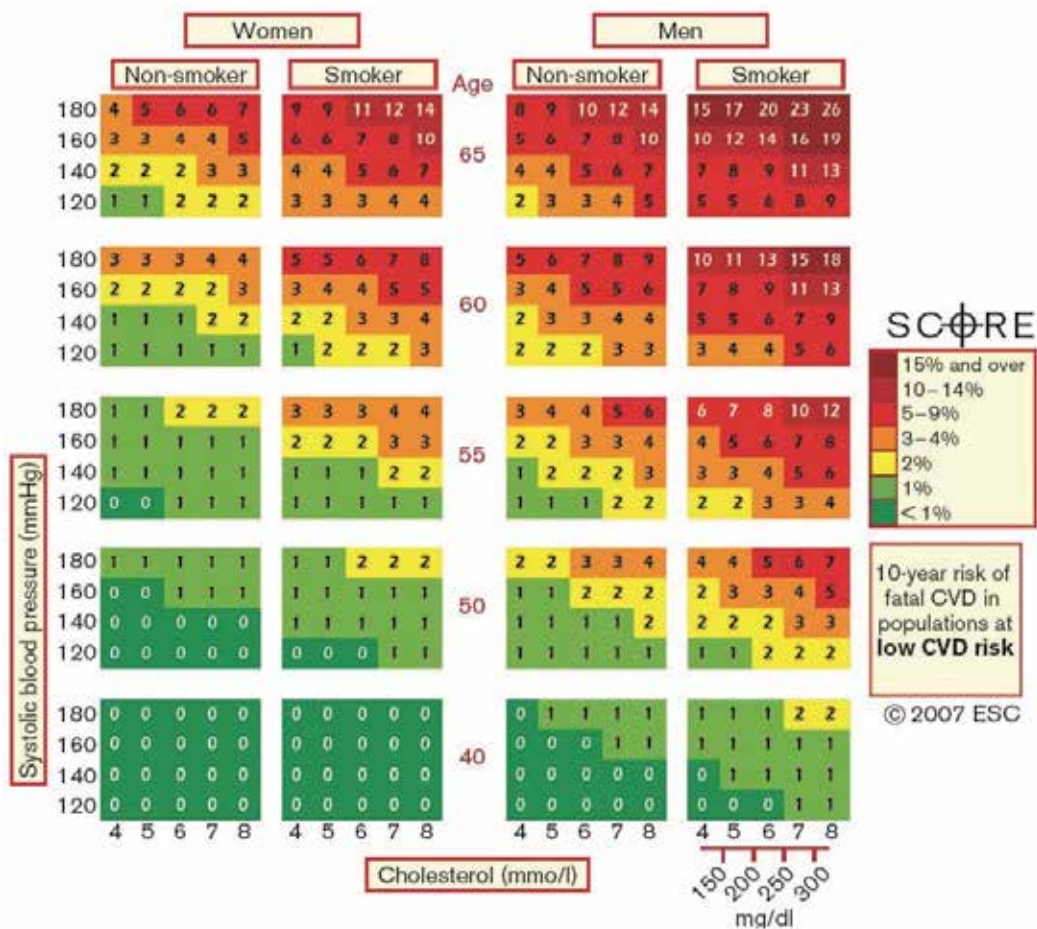 Women Men
Non-smoker Smoker Age Non-smoker Smoker
180 4 5 6 6 7 9 9 11 12 14 8 9 10 12 14 15 17 20 23 26
160 3 3 4 4 5 6 6 7 8 10 5 6 7 8 10 10 12 14 16 19
65
140 2 2 2 3 3 4 4 5 6 7 4 4 5 6 7 7 8 9 11 13
120 1 1 2 2 2 3 3 3 4 4 2 3 3 4 5 5 5 6 8 9
180 3 3 3 4 4 5 5 6 7 8 5 6 7 8 9 10 11 13 15 18
160 2 2 2 2 3 3 4 4 5 5 3 4 5 5 6 7 8 9 11 13
60
140 1 1 1 2 2 2 2 3 3 4 2 3 3 4 4 5 5 6 7 9
120 1 1 1 1 1 1 2 2 2 3 2 2 2 3 3 3 4 4 5 6
180 1 1 2 2 2 3 3 3 4 4 3 4 4 5 6 6 7 8 10 12
160 1 1 1 1 1 2 2 2 3 3 2 2 3 3 4 4 5 6 7 8
55
140 1 1 1 1 1 1 1 1 2 2 1 2 2 2 3 3 3 4 5 6
120 0 0 1 1 1 1 1 1 1 1 1 1 1 2 2 2 2 3 3 4
180 1 1 1 1 1 1 1 2 2 2 2 2 3 3 4 4 4 5 6 7
160 0 0 1 1 1 1 1 1 1 1 1 1 2 2 2 2 3 3 4 5
50
140 0 0 0 0 0 1 1 1 1 1 1 1 1 1 2 2 2 2 3 3
120 0 0 0 0 0 0 0 0 1 1 1 1 1 1 1 1 1 2 2 2
180 0 0 0 0 0 0 0 0 0 0 0 1 1 1 1 1 1 1 2 2
160 0 0 0 0 0 0 0 0 0 0 0 0 0 1 1 1 1 1 1 1
40
140 0 0 0 0 0 0 0 0 0 0 0 0 0 0 0 0 1 1 1 1
120 0 0 0 0 0 0 0 0 0 0 0 0 0 0 0 0 0 0 1 1
4 5 6 7 8 4 5 6 7 8 4 5 6 7 8 4 5 6 7 8
Systolic blood pressure (mmHg)
Cholesterol (mmo/l)
150 200 250 300
mg/dl
SCORE
15% and over
10–14%
5–9%
3–4%
2%
1%
< 1%
10-year risk of
fatal CVD in
populations at
low CVD risk
© 2007 ESC